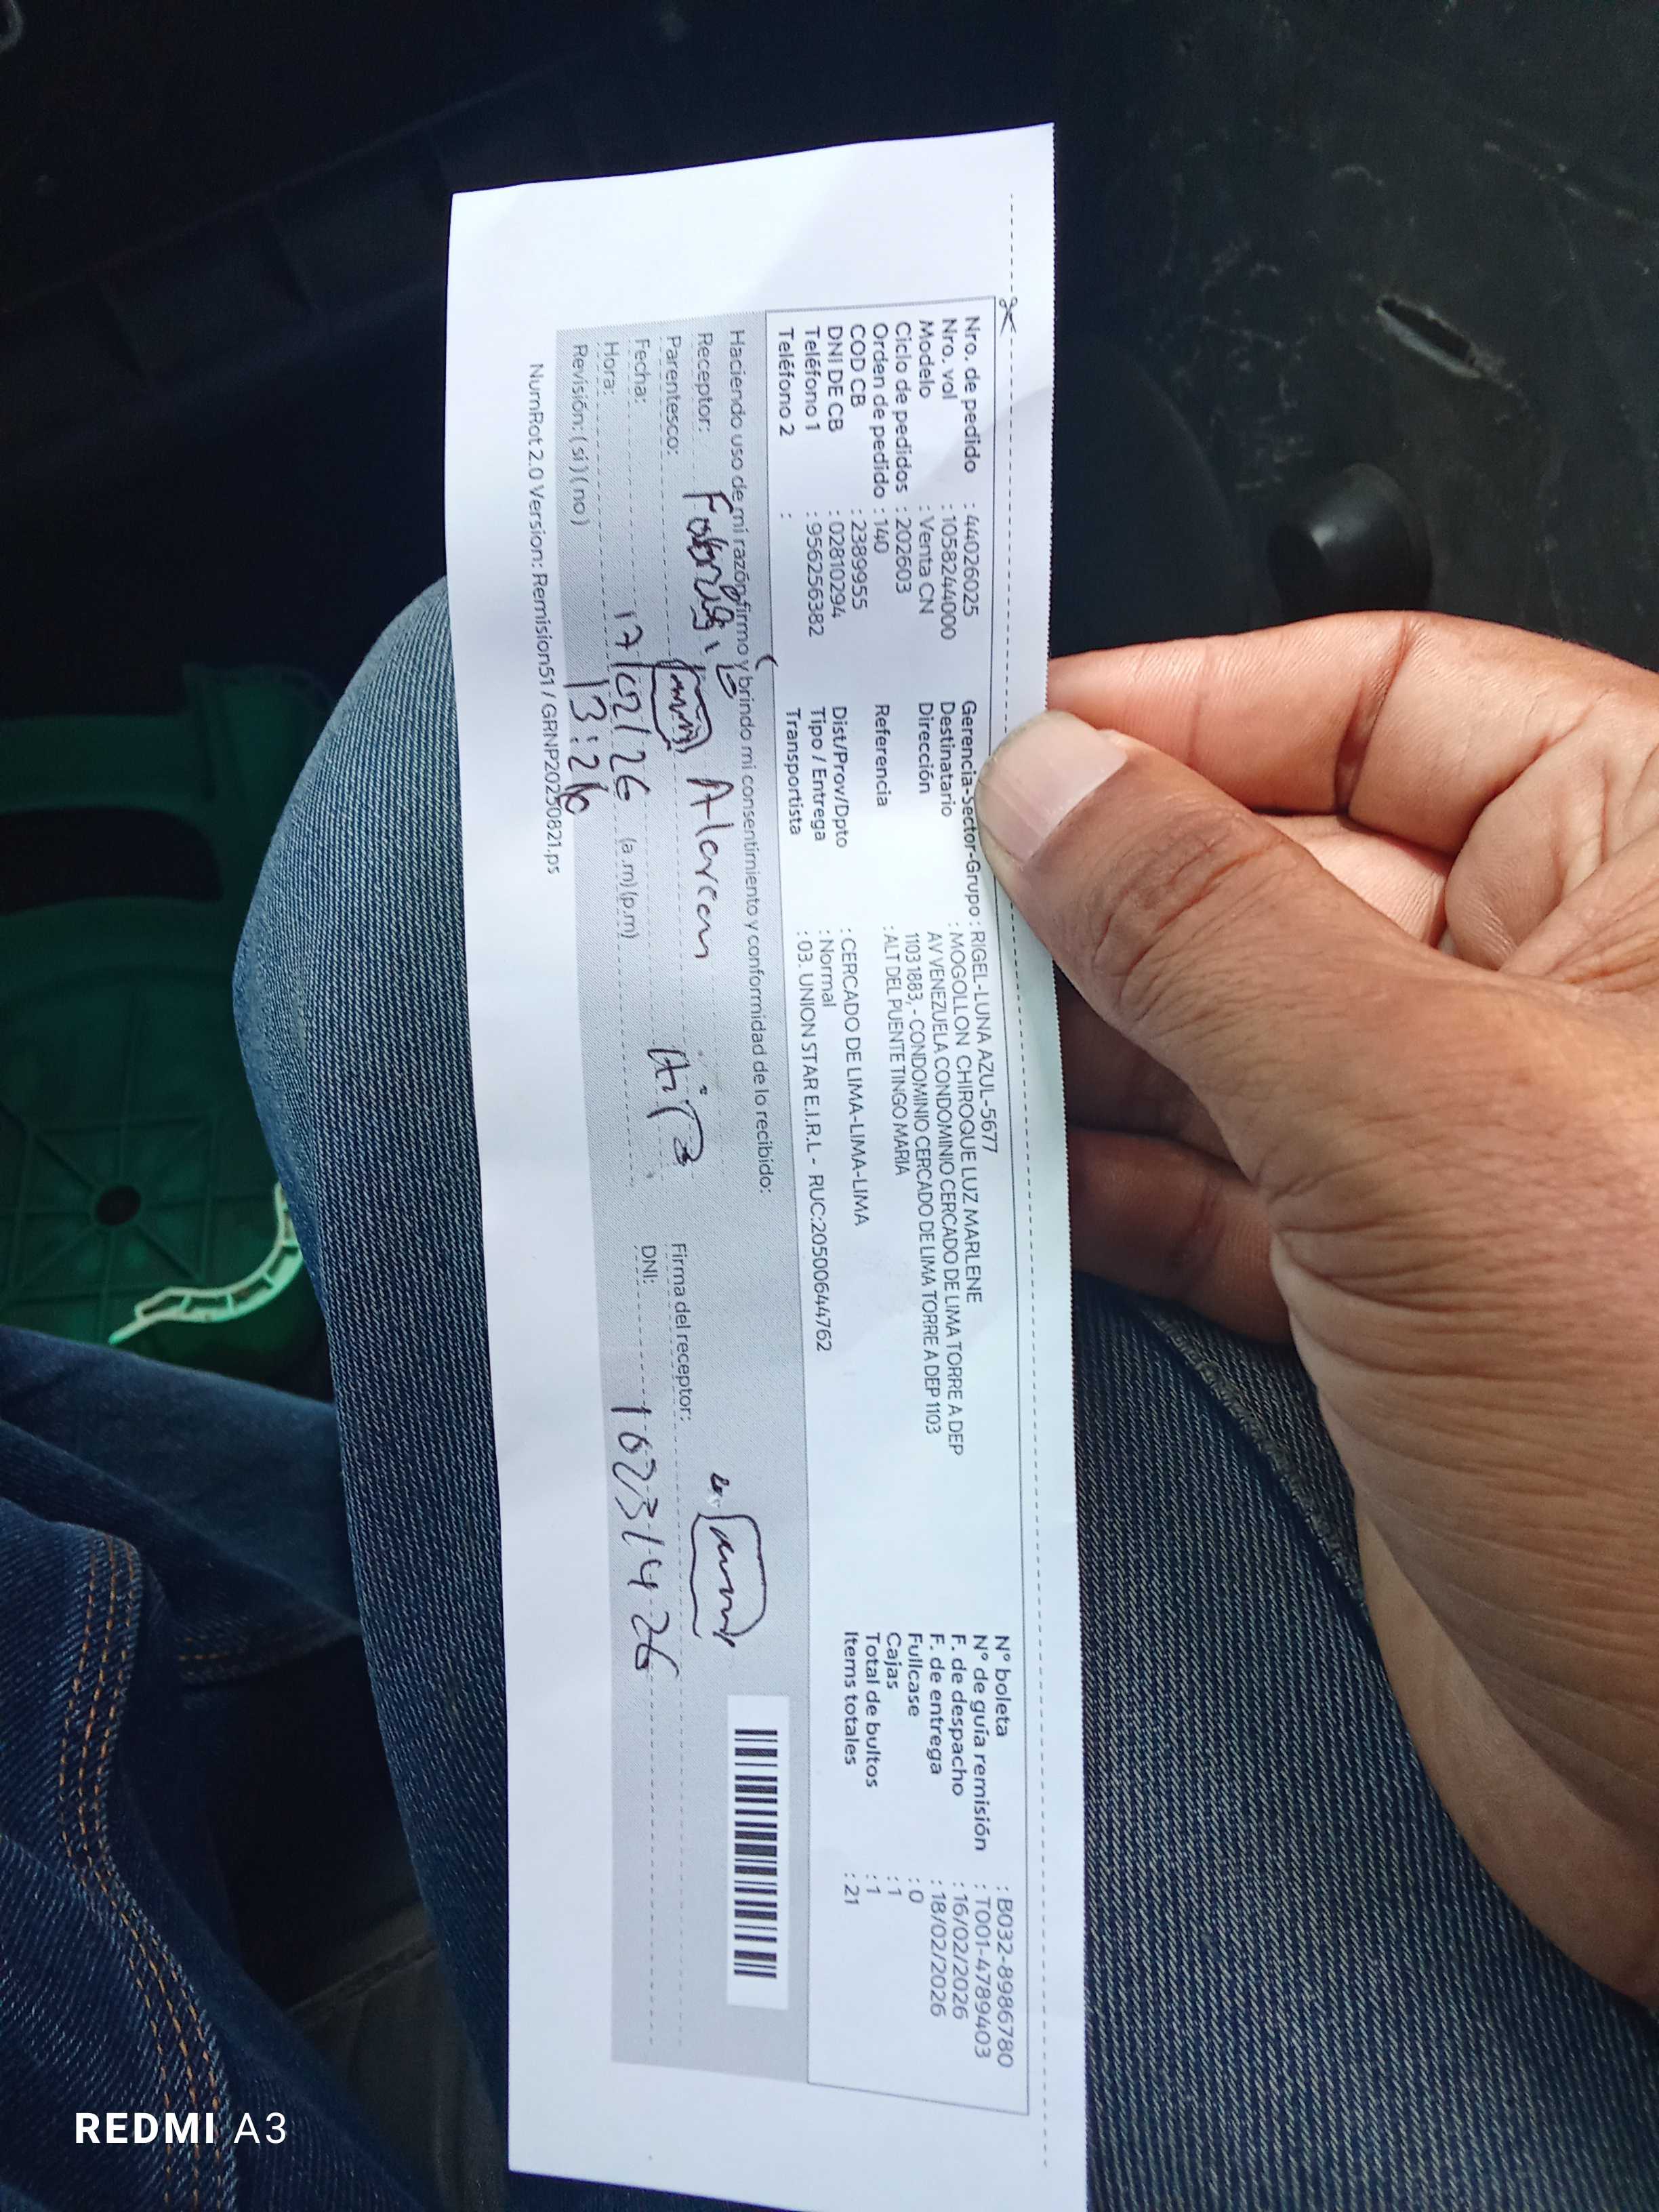 Nro. de pedido : 44026025
Nro. vol : 1058244000
Modelo : Venta CN
Ciclo de pedidos : 202603
Orden de pedido : 140
COD CB : 2389955
DNI DE CB : 02810294
Teléfono 1 : 956256382
Teléfono 2 :
Gerencia-Sector-Grupo : RIGEL-LUNA AZUL-5677
Destinatario : MOGOLLON CHIROQUE LUZ MARLENE
Dirección AV VENEZUELA CONDOMINIO CERCADO DE LIMA TORRE A DEP
1103 1883, - CONDOMINIO CERCADO DE LIMA TORRE A DEP 1103
Referencia : ALT DEL PUENTE TINGO MARIA
Dist/Prov/Dpto : CERCADO DE LIMA-LIMA-LIMA
Tipo / Entrega : Normal
Transportista : 03. UNION STAR E.I.R.L - RUC:20500644762
N° boleta : B032-8986780
N° de guía remisión : T001-4789403
F. de despacho : 16/02/2026
F. de entrega : 18/02/2026
Fullcase : 0
Cajas : 1
Total de bultos : 1
Items totales : 21
Haciendo uso de mi razón firmo y brindo mi consentimiento y conformidad de lo recibido:
Receptor: Alarcon
Parentesco:
Fecha: 17/02/26
Hora: 13:26 (a.m)(p.m)
Revisión: (si) (no)
Firma del receptor:
DNI: 10231426
NumRot 2.0 Version: Remision51 / GRNP20250821.ps
REDMI A3